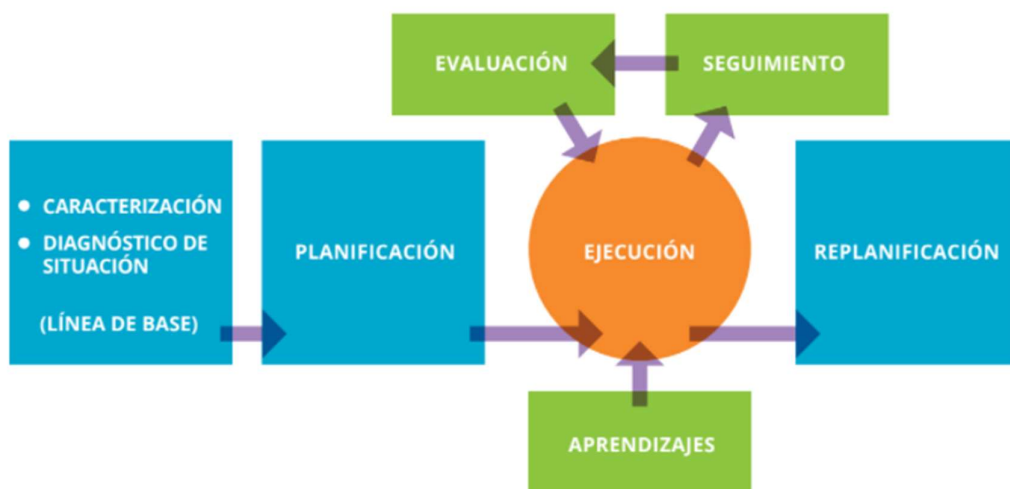 EVALUACIÓN
SEGUIMIENTO
• CARACTERIZACIÓN
• DIAGNÓSTICO DE
SITUACIÓN
(LÍNEA DE BASE)
PLANIFICACIÓN
EJECUCIÓN
REPLANIFICACIÓN
APRENDIZAJES